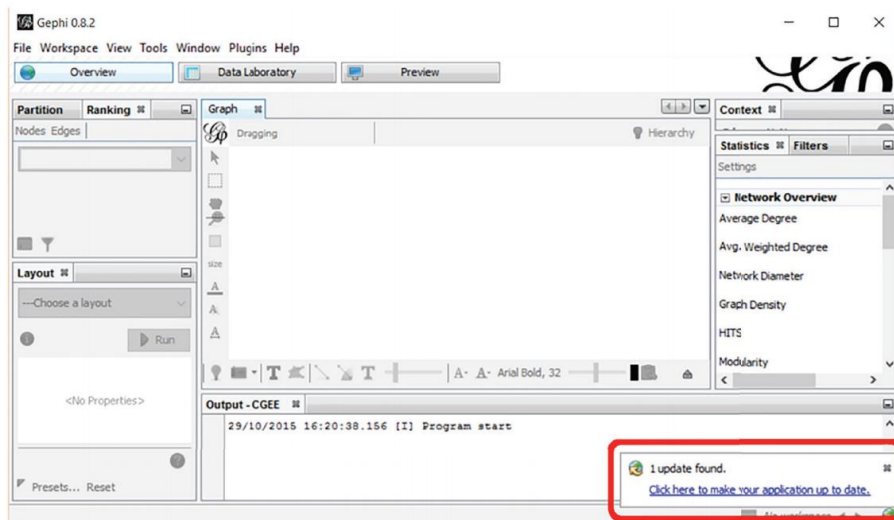 Gephi 0.8.2
File Workspace View Tools Window Plugins Help
Overview Data Laboratory Preview
Partition Ranking
Nodes Edges
Graph
Dragging
Hierarchy
Context
Statistics Filters
Settings
Network Overview
Average Degree
Avg. Weighted Degree
Network Diameter
Graph Density
HITS
Modularity
size
A
A
A
Layout
---Choose a layout
Run
<No Properties>
Presets... Reset
T T A- A- Arial Bold, 32
Output - CGEE
29/10/2015 16:20:38.156 [I] Program start
1 update found.
Click here to make your application up to date.
No workspace